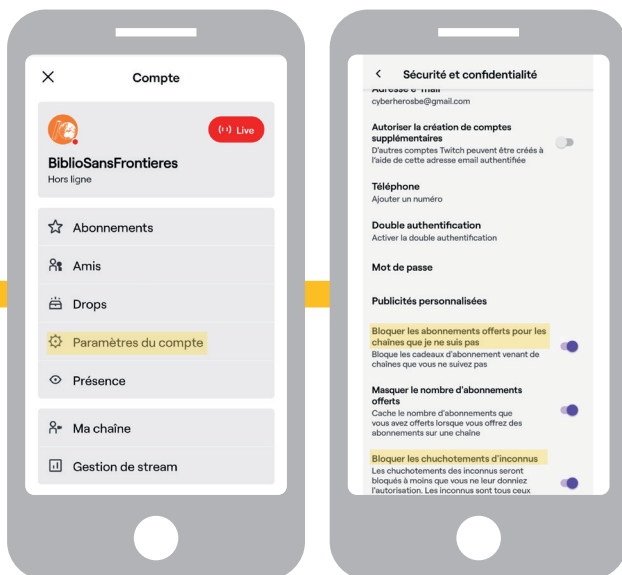 Compte
Live
BiblioSansFrontieres
Hors ligne
Abonnements
Amis
Drops
Paramètres du compte
Présence
Ma chaîne
Gestion de stream
Sécurité et confidentialité
Adresse e-mail
cyberherosbe@gmail.com
Autoriser la création de comptes
supplémentaires
D'autres comptes Twitch peuvent être créés à
l'aide de cette adresse email authentifiée
Téléphone
Ajouter un numéro
Double authentification
Activer la double authentification
Mot de passe
Publicités personnalisées
Bloquer les abonnements offerts pour les
chaînes que je ne suis pas
Bloque les cadeaux d'abonnement venant de
chaînes que vous ne suivez pas
Masquer le nombre d'abonnements
offerts
Cache le nombre d'abonnements que
vous avez offerts lorsque vous offrez des
abonnements sur une chaîne
Bloquer les chuchotements d'inconnus
Les chuchotements des inconnus seront
bloqués à moins que vous ne leur donniez
l'autorisation. Les inconnus sont tous ceux